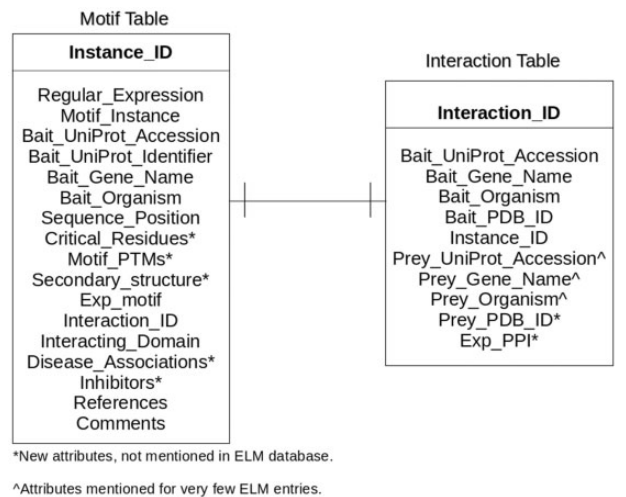 Motif Table
Instance_ID
Regular_Expression
Motif_Instance
Bait_UniProt_Accession
Bait_UniProt_Identifier
Bait_Gene_Name
Bait_Organism
Sequence_Position
Critical_Residues*
Motif_PTMs*
Secondary_structure*
Exp_motif
Interaction_ID
Interacting_Domain
Disease_Associations*
Inhibitors*
References
Comments
Interaction Table
Interaction_ID
Bait_UniProt_Accession
Bait_Gene_Name
Bait_Organism
Bait_PDB_ID
Instance_ID
Prey_UniProt_Accession^
Prey_Gene_Name^
Prey_Organism^
Prey_PDB_ID*
Exp_PPI*
*New attributes, not mentioned in ELM database.
^Attributes mentioned for very few ELM entries.